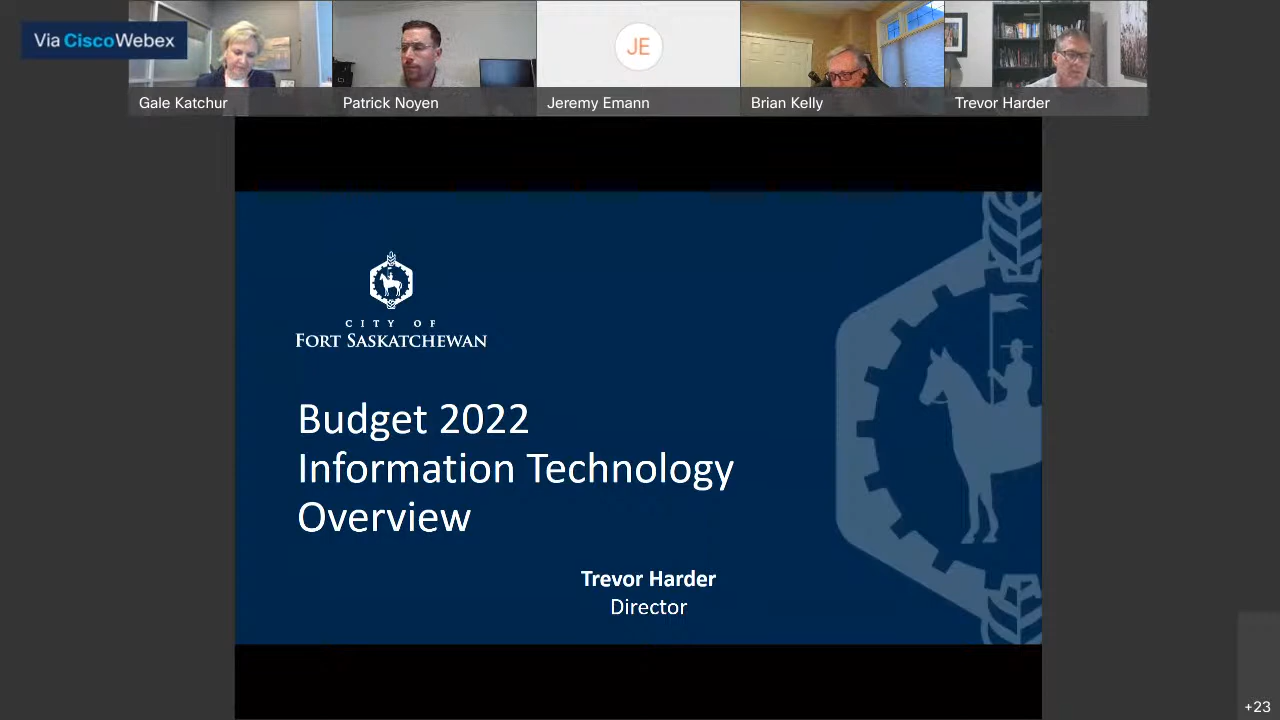 Via CiscoWebex
Gale Katchur
Patrick Noyen
JE
Jeremy Emann
Brian Kelly
Trevor Harder
CITY OF
FORT SASKATCHEWAN
Budget 2022
Information Technology
Overview
Trevor Harder
Director
+23